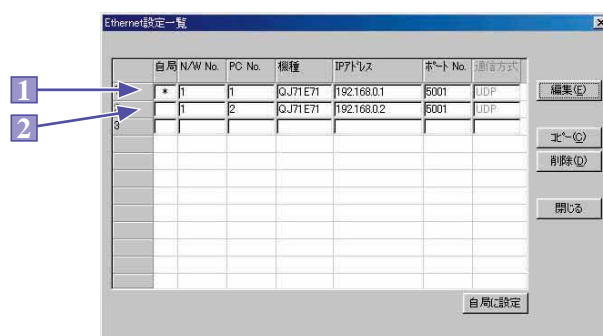 Ethernet設定一覧
自局 N/W No. PC No. 機種 IPｱﾄﾞﾚｽ ﾎﾟｰﾄ No. 通信方式
1 * 1 1 QJ71E71 192.168.0.1 5001 UDP 編集(E)
2 1 2 QJ71E71 192.168.0.2 5001 UDP
3
ｺﾋﾟｰ(C)
削除(D)
閉じる
自局に設定